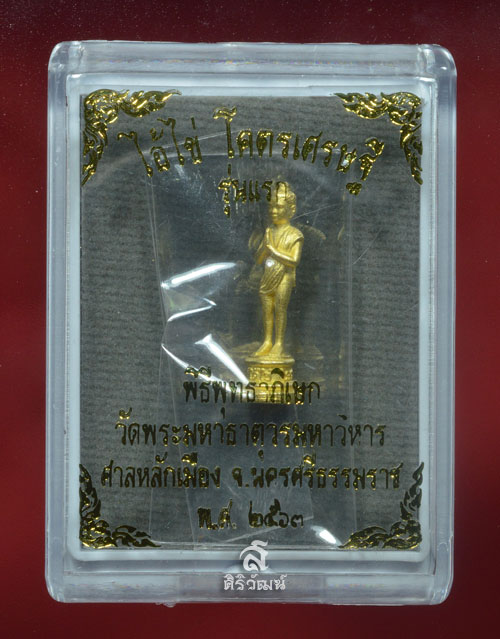 ไอ้ไข่ โคตรเศรษฐี
รุ่นแรก
พิธีพุทธาภิเษก
วัดพระมหาธาตุวรมหาวิหาร
ศาลหลักเมือง จ.นครศรีธรรมราช
พ.ศ. ๒๕๖๓
ส
ศิริวัฒน์